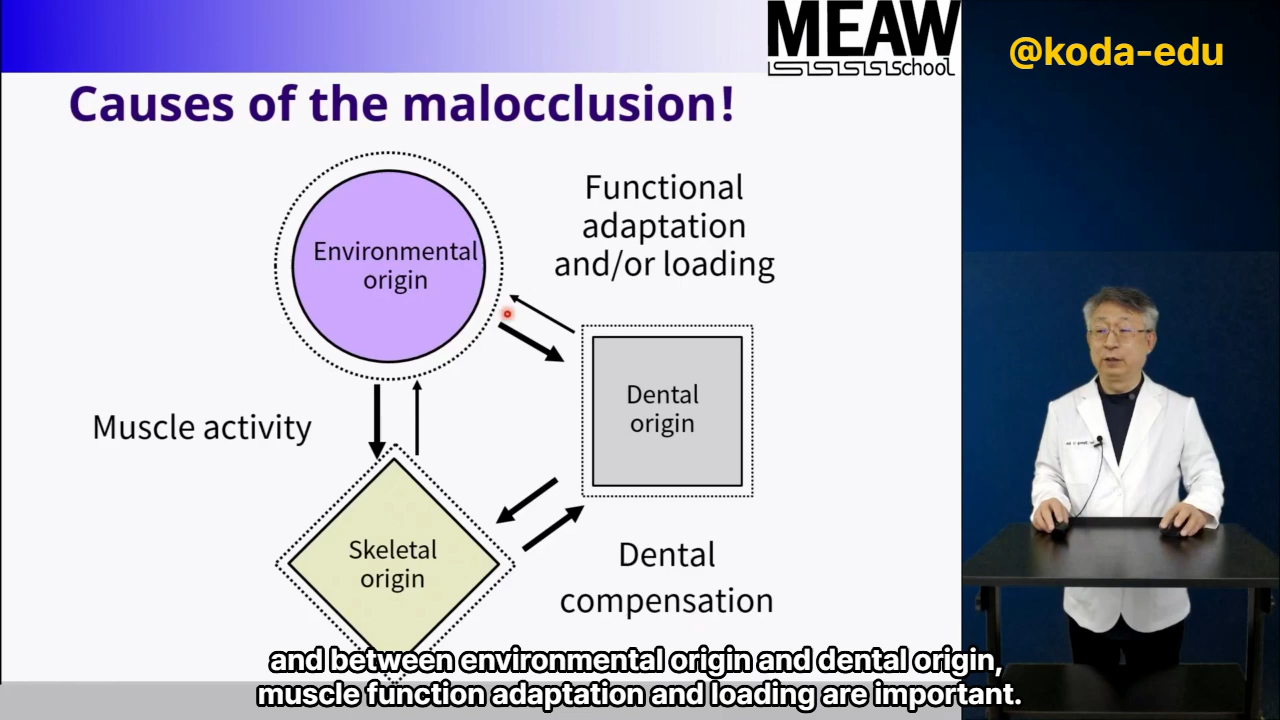 MEAW
school
@koda-edu
Causes of the malocclusion!
Functional
adaptation
and/or loading
Environmental
origin
Dental
origin
Muscle activity
Skeletal
origin
Dental
compensation
and between environmental origin and dental origin,
muscle function adaptation and loading are important.